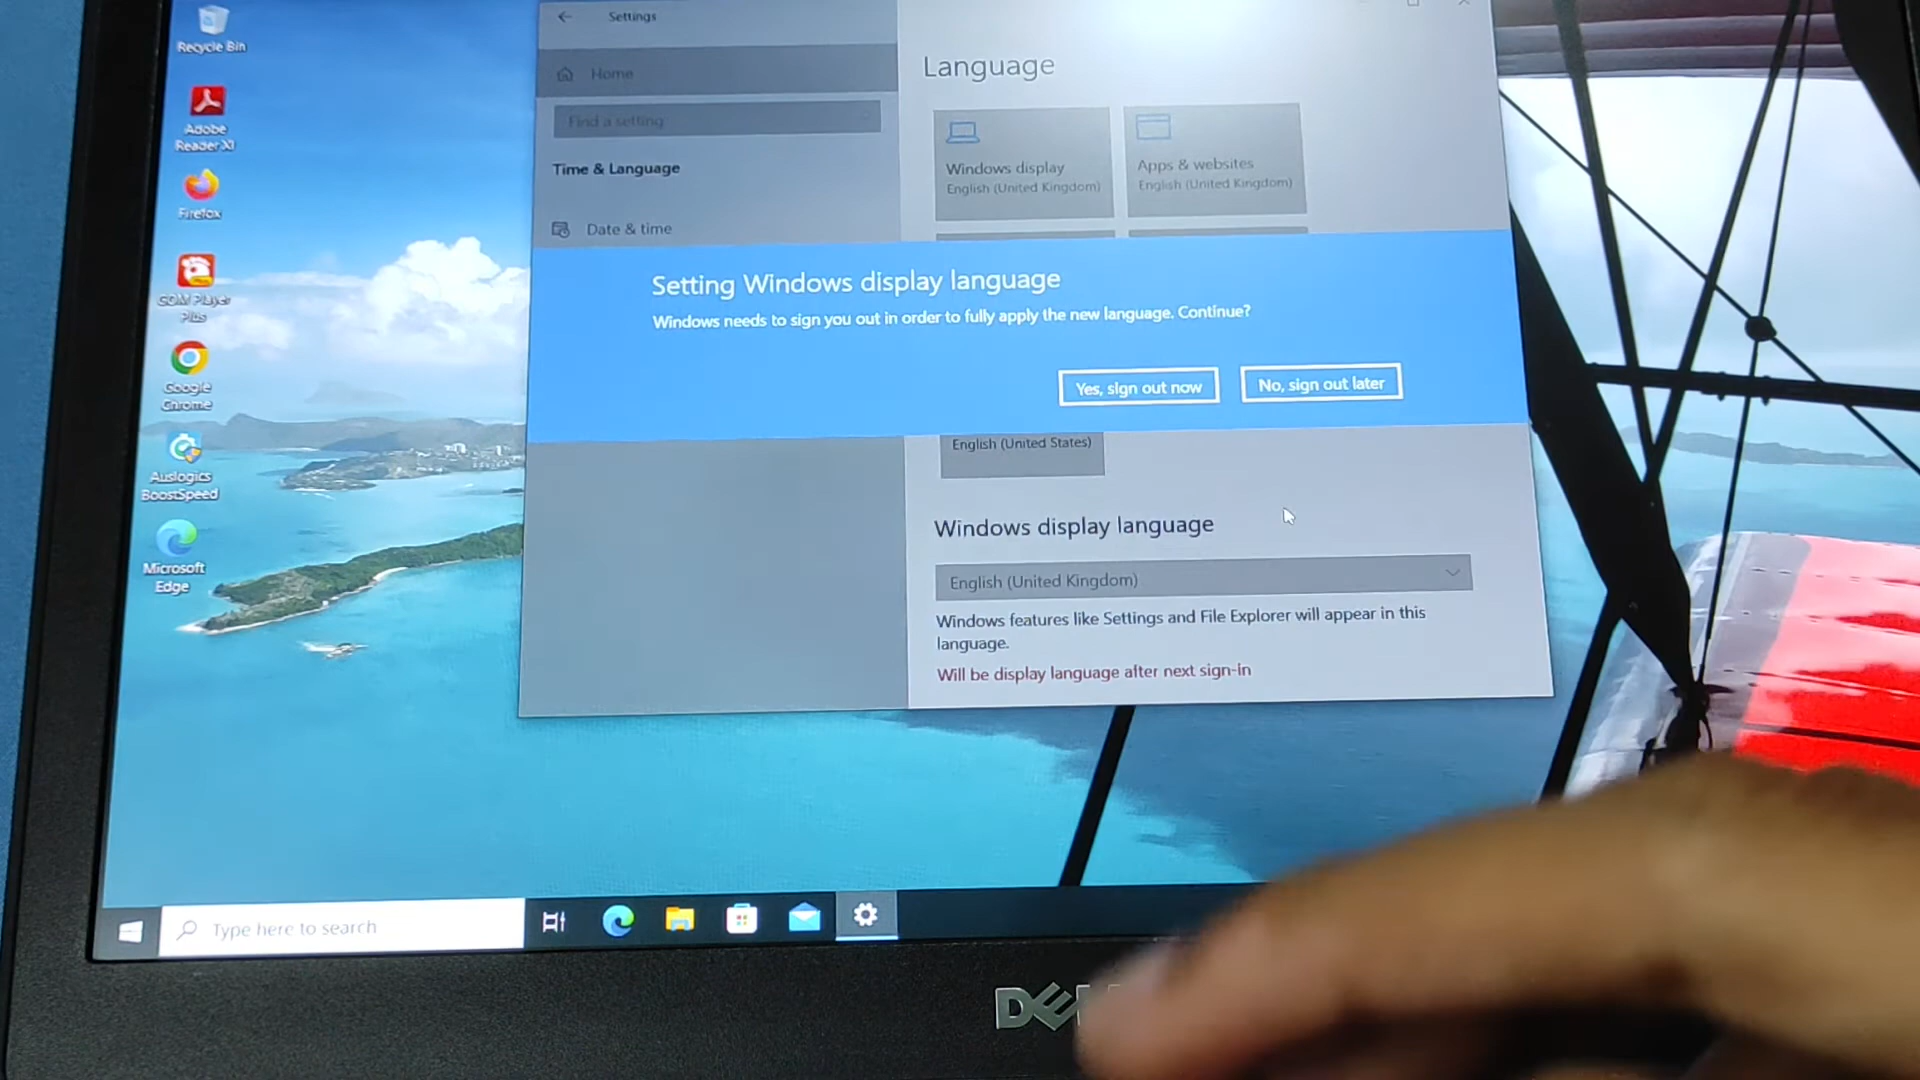 Recycle Bin
Adobe
Reader XI
Firefox
GOM Player
Plus
Google
Chrome
Auslogics
BoostSpeed
Microsoft
Edge
Settings
Home
Find a setting
Time & Language
Date & time
Language
Windows display
English (United Kingdom)
Apps & websites
English (United Kingdom)
Setting Windows display language
Windows needs to sign you out in order to fully apply the new language. Continue?
Yes, sign out now
No, sign out later
English (United States)
Windows display language
English (United Kingdom)
Windows features like Settings and File Explorer will appear in this
language.
Will be display language after next sign-in
Type here to search